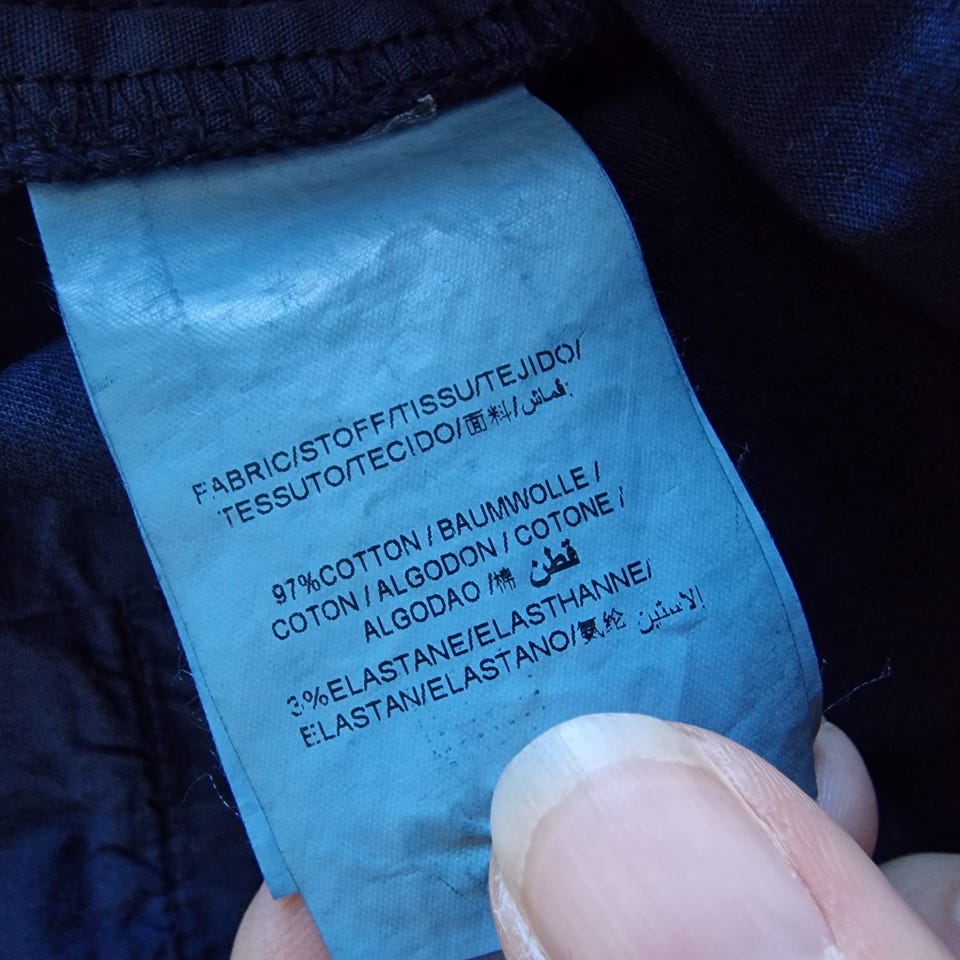 FABRIC/STOFF/TISSU/TEJIDO/
TESSUTO/TECIDO/面料/قماش:
97%COTTON / BAUMWOLLE /
COTON / ALGODON / COTONE /
ALGODAO /棉 قطن
3%ELASTANE/ELASTHANNE/
ELASTAN/ELASTANO/氨纶 الاستين